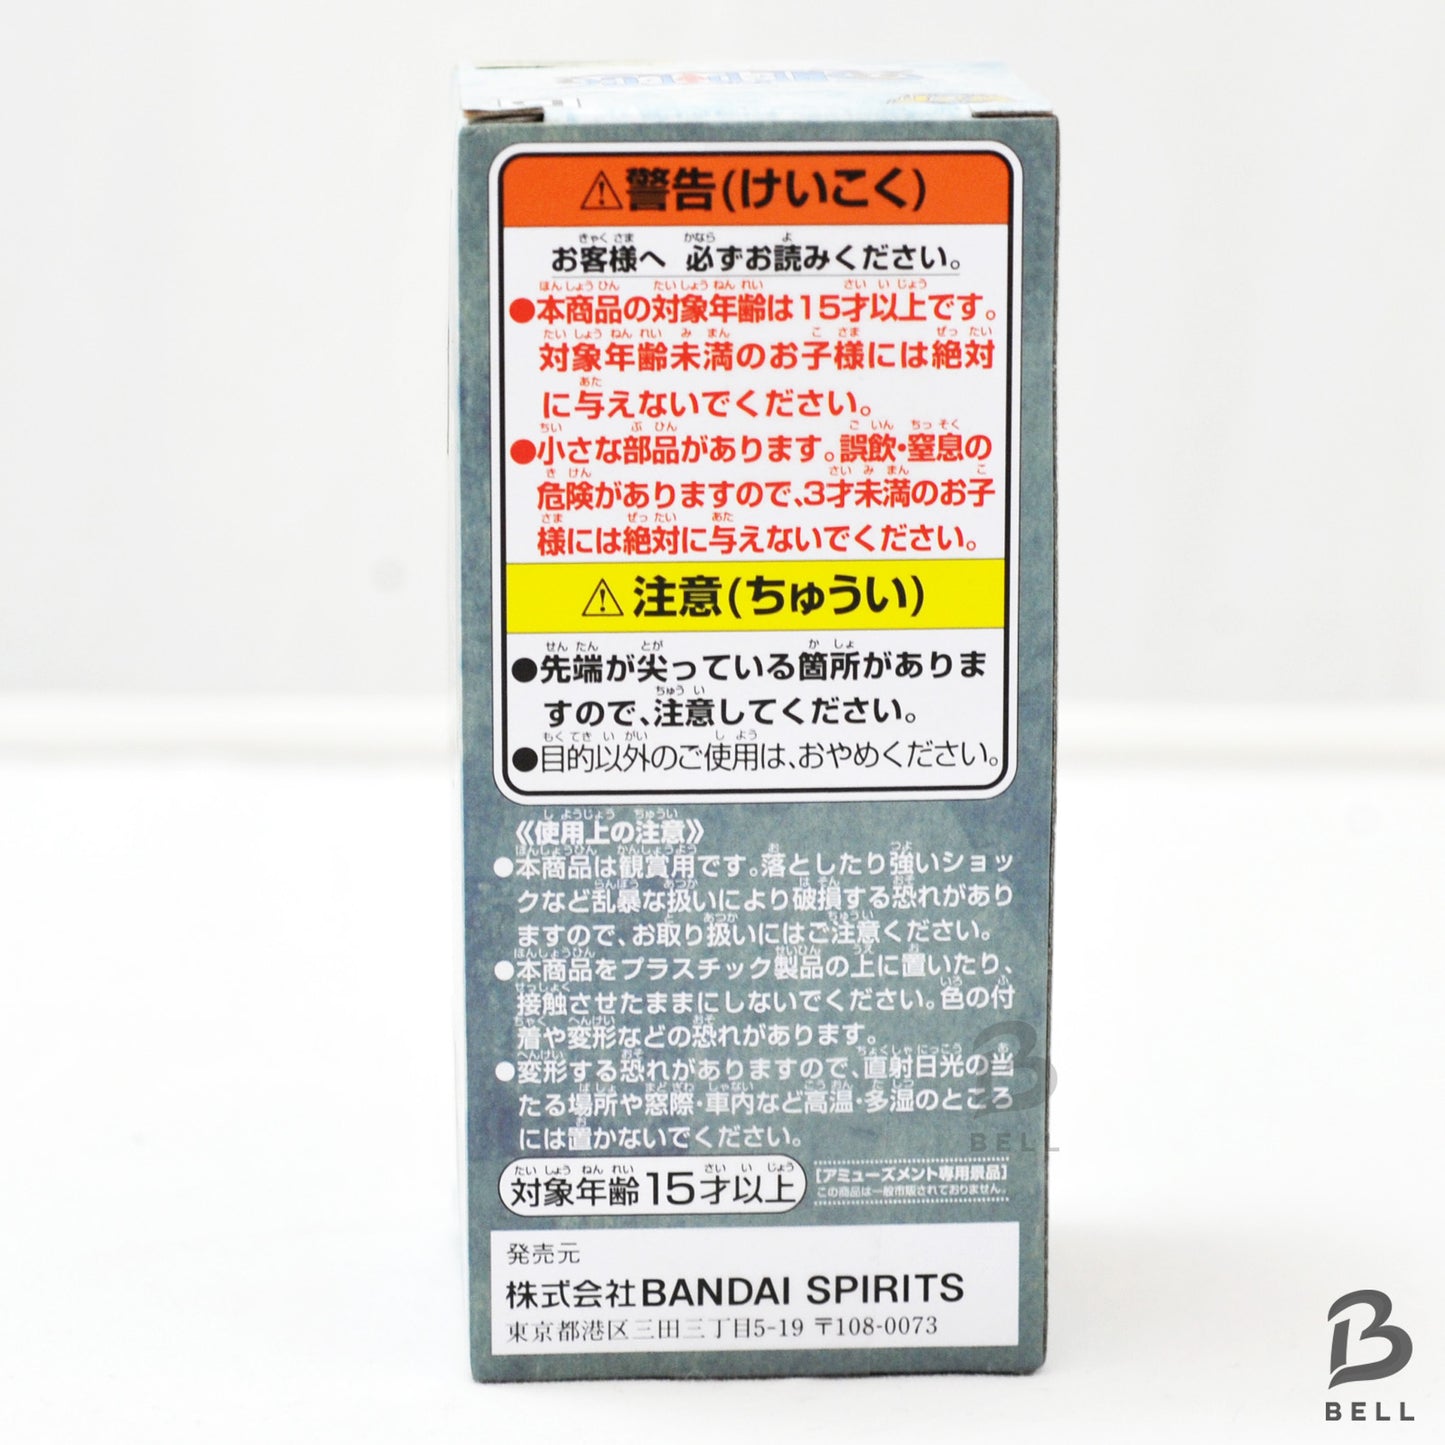 ⚠警告(けいこく)
お客様へ 必ずお読みください。
●本商品の対象年齢は15才以上です。
対象年齢未満のお子様には絶対
に与えないでください。
●小さな部品があります。誤飲・窒息の
危険がありますので、3才未満のお子
様には絶対に与えないでください。
⚠注意(ちゅうい)
●先端が尖っている箇所がありま
すので、注意してください。
●目的以外のご使用は、おやめください。
《使用上の注意》
●本商品は観賞用です。落としたり強いショッ
クなど乱暴な扱いにより破損する恐れがあり
ますので、お取り扱いにはご注意ください。
●本商品をプラスチック製品の上に置いたり、
接触させたままにしないでください。色の付
着や変形などの恐れがあります。
●変形する恐れがありますので、直射日光の当
たる場所や窓際・車内など高温・多湿のところ
には置かないでください。
対象年齢15才以上
[アミューズメント専用景品]
この商品は一般市販されておりません。
発売元
株式会社BANDAI SPIRITS
東京都港区三田三丁目5-19 〒108-0073
BELL
BELL